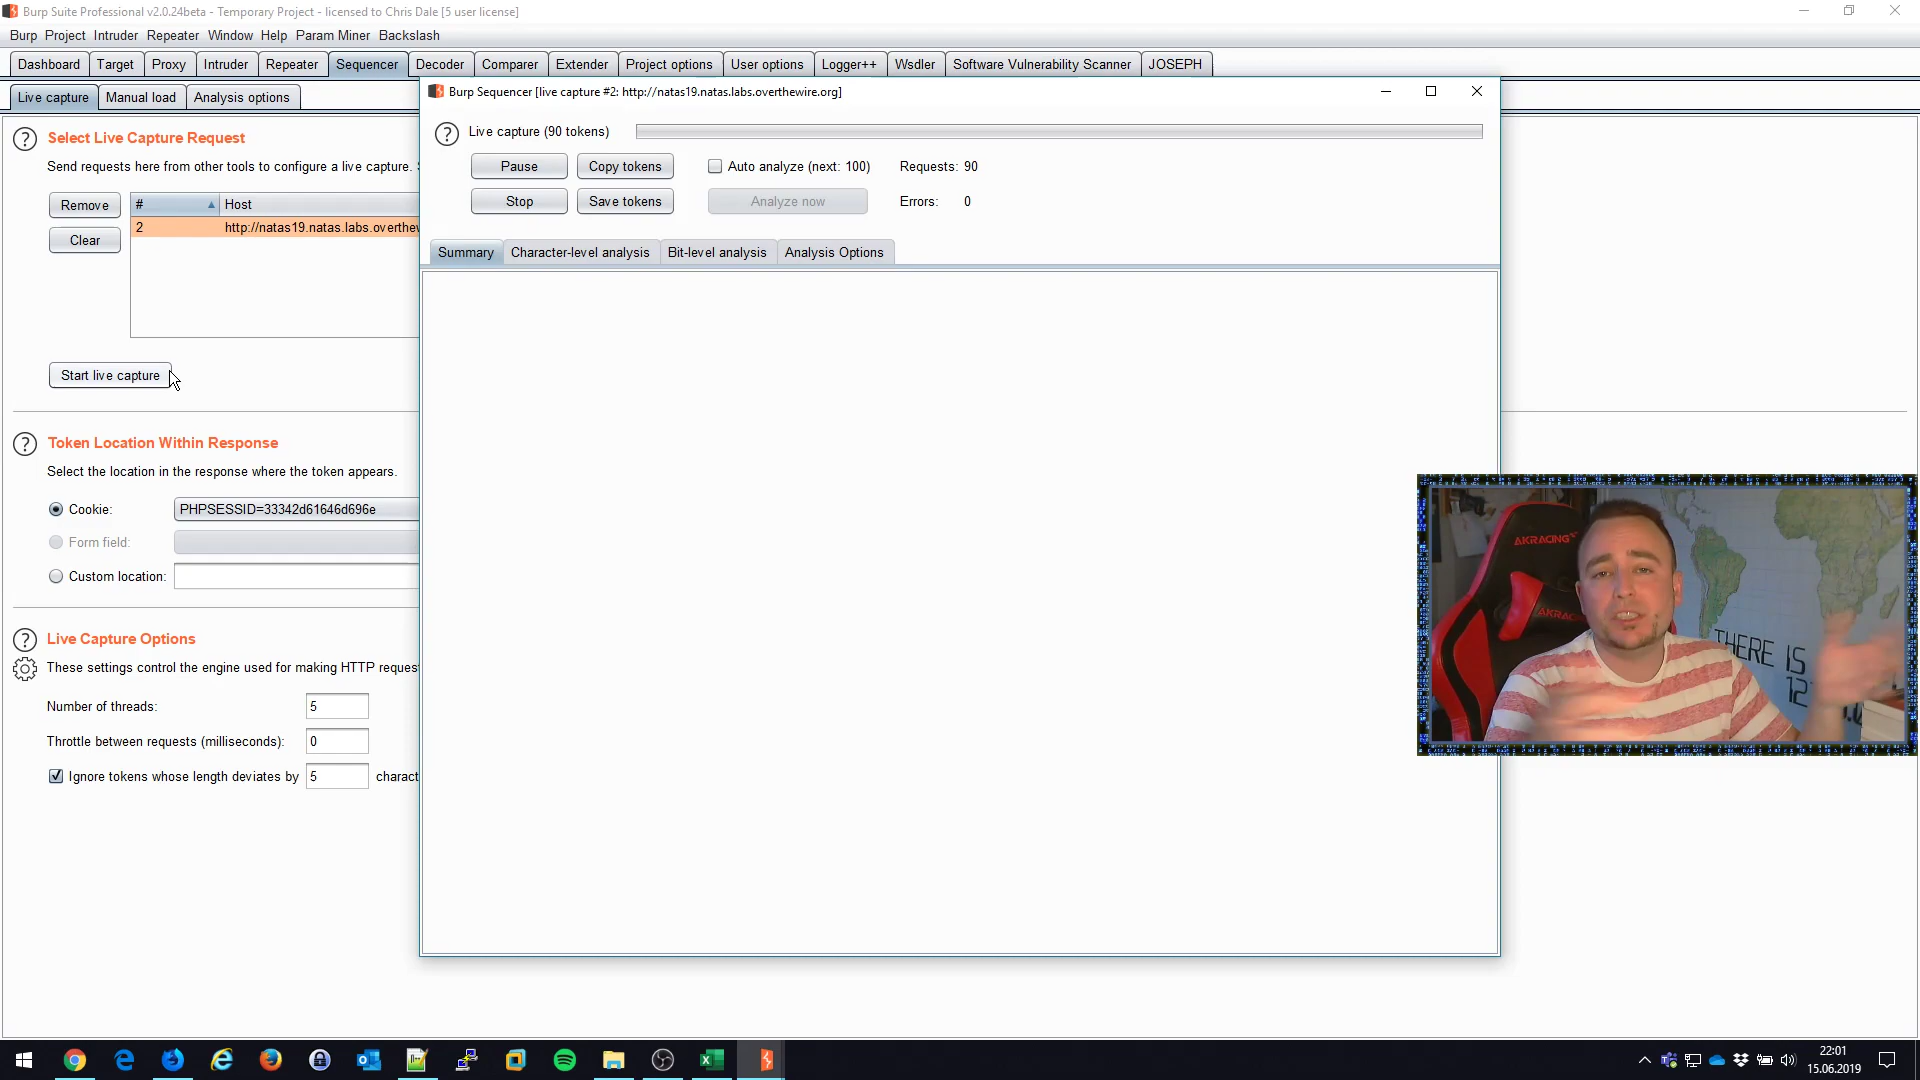 Burp Suite Professional v2.0.24beta - Temporary Project - licensed to Chris Dale [5 user license]
Burp Project Intruder Repeater Window Help Param Miner Backslash
Dashboard Target Proxy Intruder Repeater Sequencer Decoder Comparer Extender Project options User options Logger++ Wsdler Software Vulnerability Scanner JOSEPH
Live capture Manual load Analysis options
Burp Sequencer [live capture #2: http://natas19.natas.labs.overthewire.org]
? Select Live Capture Request
Send requests here from other tools to configure a live capture.
Remove # Host
2 http://natas19.natas.labs.overthe
Clear
Start live capture
? Live capture (90 tokens)
Pause Copy tokens Auto analyze (next: 100) Requests: 90
Stop Save tokens Analyze now Errors: 0
Summary Character-level analysis Bit-level analysis Analysis Options
? Token Location Within Response
Select the location in the response where the token appears.
Cookie: PHPSESSID=33342d61646d696e
Form field:
Custom location:
? Live Capture Options
These settings control the engine used for making HTTP reques
Number of threads: 5
Throttle between requests (milliseconds): 0
Ignore tokens whose length deviates by 5 charact
AKRACING
AKRAC
THERE IS
12
22:01
15.06.2019